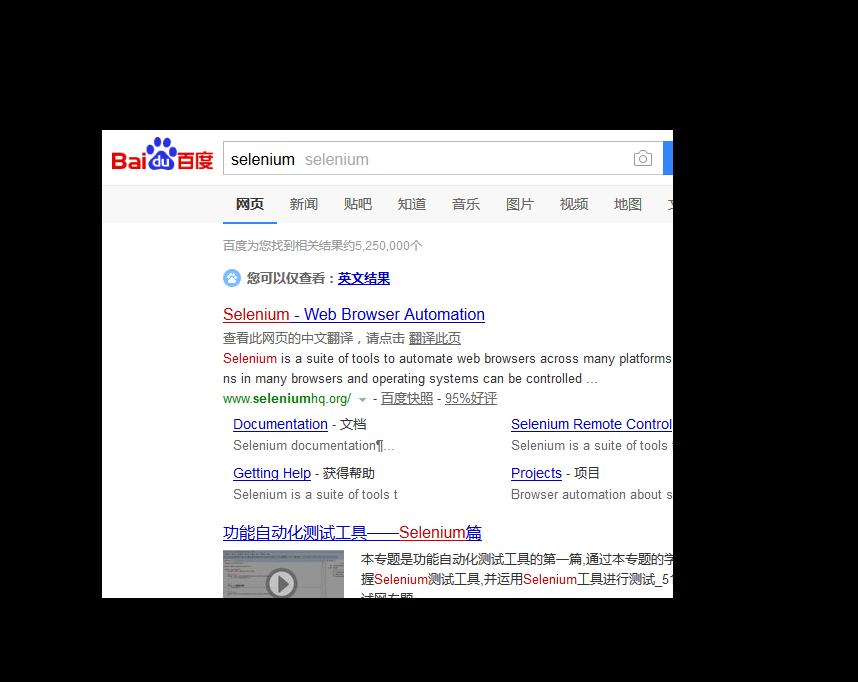 Bai du 百度 selenium selenium
网页 新闻 贴吧 知道 音乐 图片 视频 地图
百度为您找到相关结果约5,250,000个
您可以仅查看：英文结果
Selenium - Web Browser Automation
查看此网页的中文翻译，请点击 翻译此页
Selenium is a suite of tools to automate web browsers across many platforms
ns in many browsers and operating systems can be controlled ...
www.seleniumhq.org/ - 百度快照 - 95%好评
Documentation - 文档 Selenium Remote Control
Selenium documentation¶... Selenium is a suite of tools
Getting Help - 获得帮助 Projects - 项目
Selenium is a suite of tools t Browser automation about s
功能自动化测试工具——Selenium篇
本专题是功能自动化测试工具的第一篇,通过本专题的学
握Selenium测试工具,并运用Selenium工具进行测试_51
试网专题